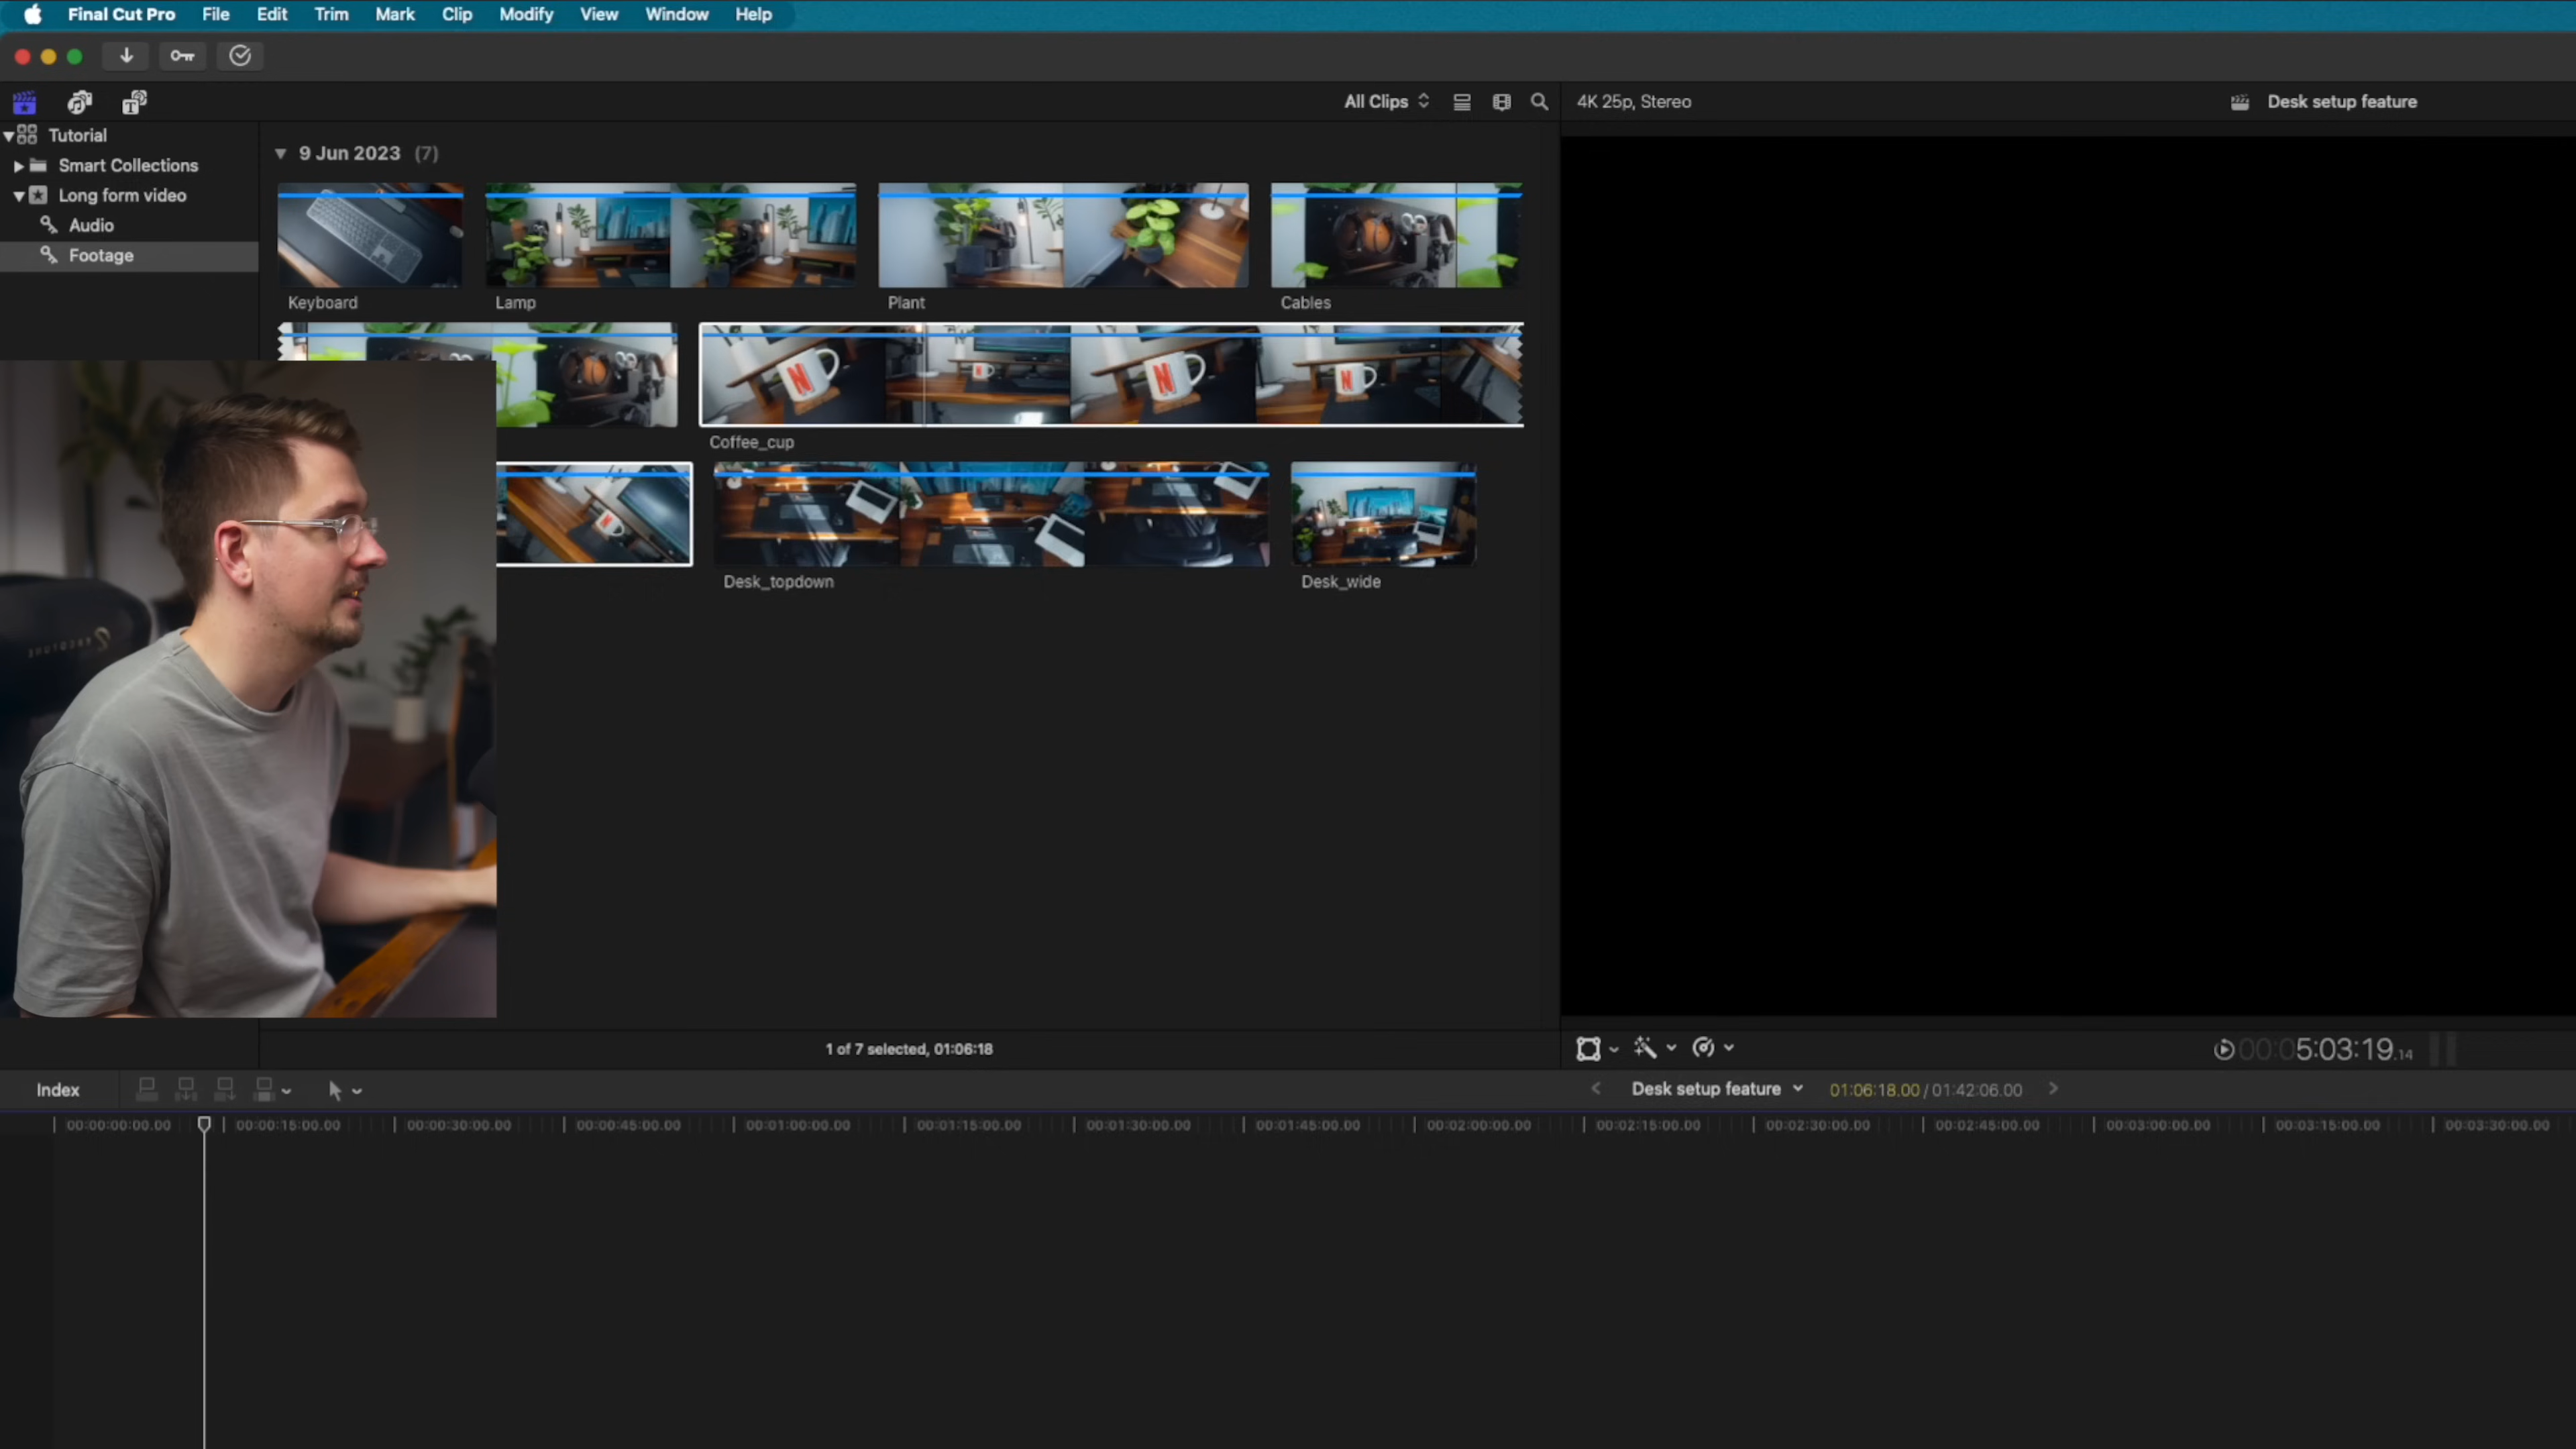 Final Cut Pro File Edit Trim Mark Clip Modify View Window Help
All Clips
4K 25p, Stereo
Desk setup feature
Tutorial
Smart Collections
Long form video
Audio
Footage
9 Jun 2023 (7)
Keyboard
Lamp
Plant
Cables
Coffee_cup
Desk_topdown
Desk_wide
1 of 7 selected, 01:06:18
00:05:03:19.14
Index
Desk setup feature
01:06:18.00 / 01:42:06.00
00:00:00:00.00
00:00:15:00.00
00:00:30:00.00
00:00:45:00.00
00:01:00:00.00
00:01:15:00.00
00:01:30:00.00
00:01:45:00.00
00:02:00:00.00
00:02:15:00.00
00:02:30:00.00
00:02:45:00.00
00:03:00:00.00
00:03:15:00.00
00:03:30:00.00